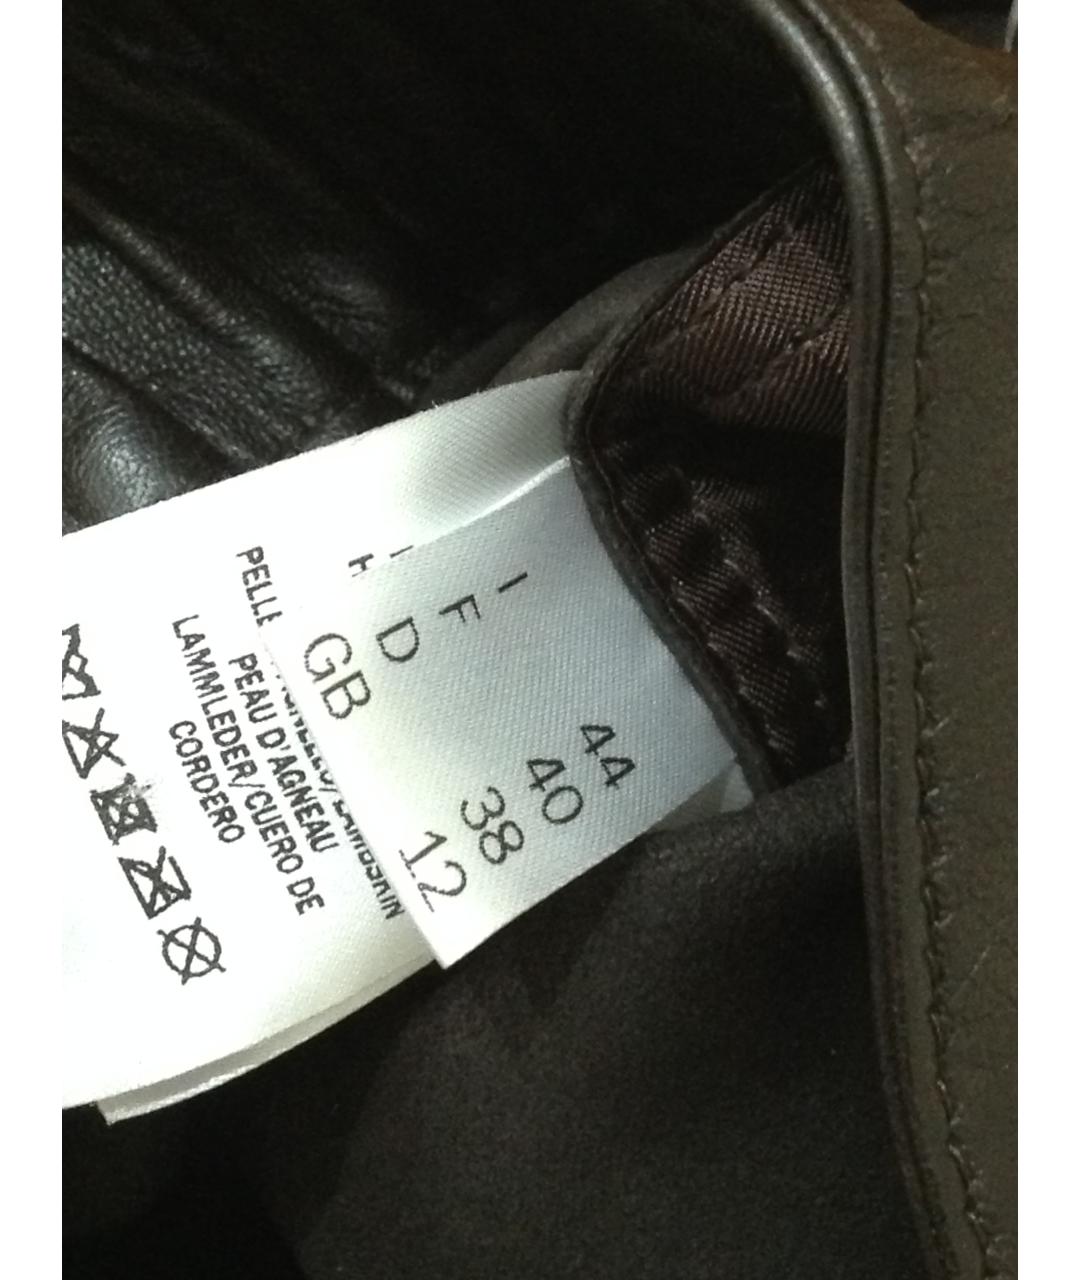 I 44
F 40
D 38
GB 12
PEAU D'AGNEAU
LAMMLEDER/CUERO DE
CORDERO